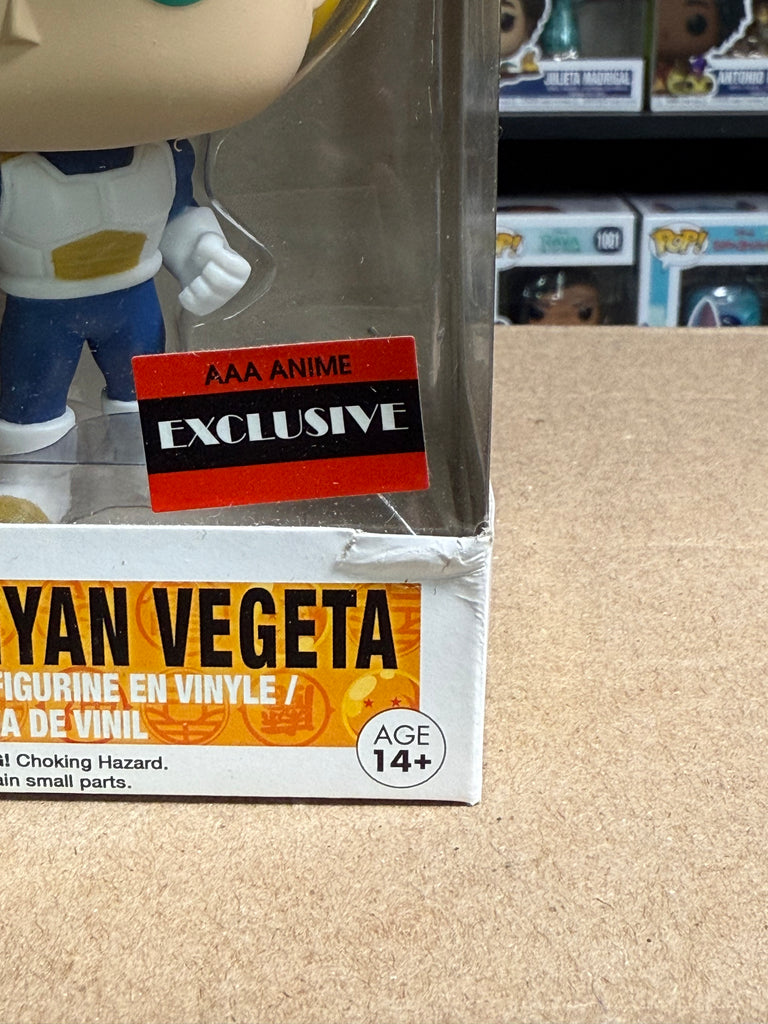 JULIETA MADRIGAL
ANTONIO
POP!
1001
POP!
AAA ANIME
EXCLUSIVE
YAN VEGETA
FIGURINE EN VINYLE /
A DE VINIL
AGE
14+
G! Choking Hazard.
ain small parts.